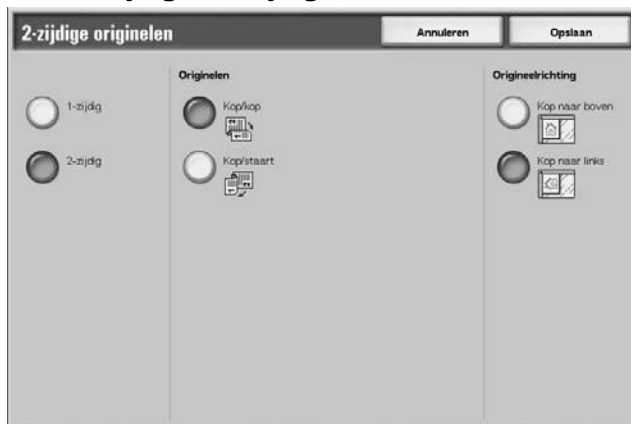 2-zijdige originelen
Annuleren
Opslaan
1-zijdig
2-zijdig
Originelen
Kop/kop
Kop/staart
Origineelrichting
Kop naar boven
Kop naar links